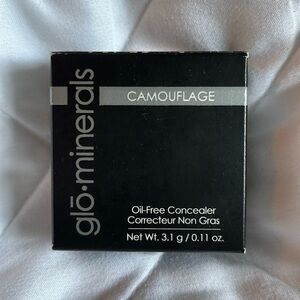 glō·minerals
CAMOUFLAGE
Oil-Free Concealer
Correcteur Non Gras
Net Wt. 3.1 g / 0.11 oz.